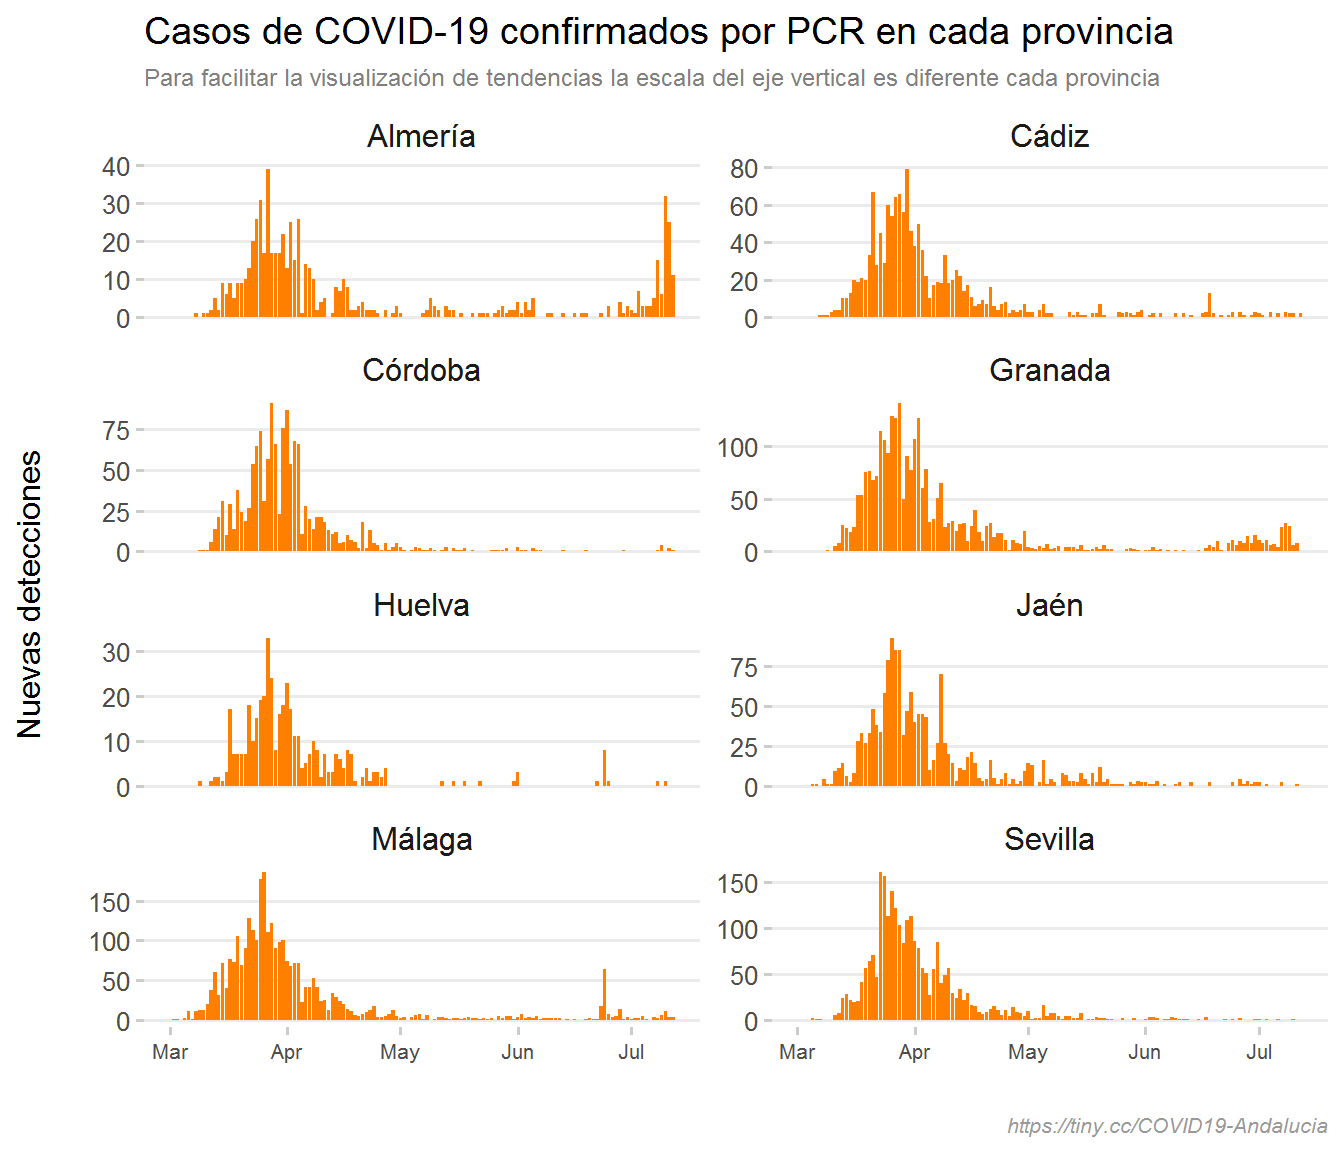 Casos de COVID-19 confirmados por PCR en cada provincia
Para facilitar la visualización de tendencias la escala del eje vertical es diferente cada provincia
Nuevas detecciones
Almería
40
30
20
10
0
Cádiz
80
60
40
20
0
Córdoba
75
50
25
0
Granada
100
50
0
Huelva
30
20
10
0
Jaén
75
50
25
0
Málaga
150
100
50
0
Mar Apr May Jun Jul
Sevilla
150
100
50
0
Mar Apr May Jun Jul
https://tiny.cc/COVID19-Andalucia